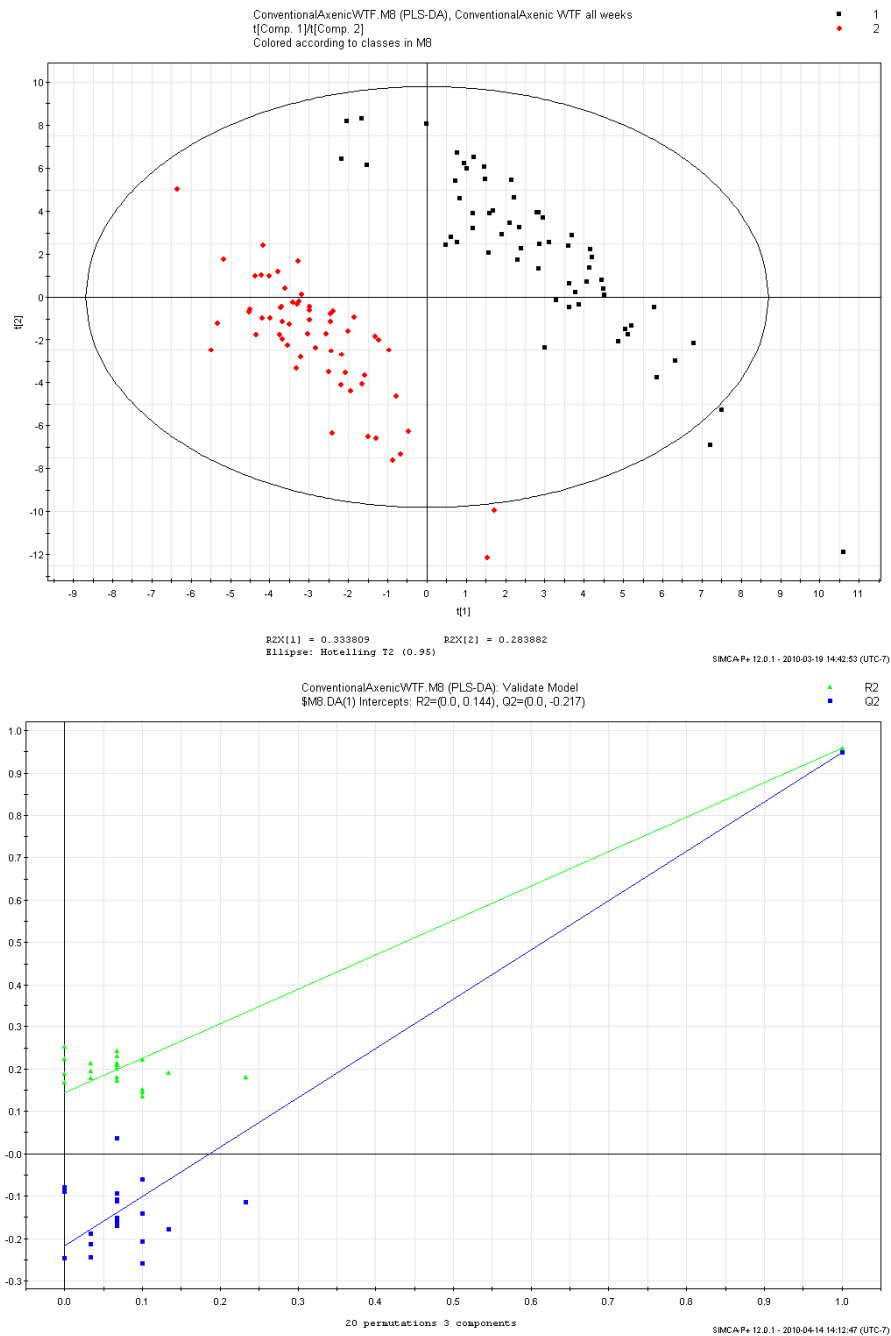 ConventionalAxenicWTF.M8 (PLS-DA), ConventionalAxenic WTF all weeks
t[Comp. 1]/t[Comp. 2]
Colored according to classes in M8
1
2
10
8
6
4
2
0
-2
-4
-6
-8
-10
-12
t[2]
-9 -8 -7 -6 -5 -4 -3 -2 -1 0 1 2 3 4 5 6 7 8 9 10 11
t[1]
R2X[1] = 0.333809 R2X[2] = 0.283882
Ellipse: Hotelling T2 (0.95)
SIMCA-P+ 12.0.1 - 2010-03-19 14:42:53 (UTC-7)
ConventionalAxenicWTF.M8 (PLS-DA): Validate Model
$M8.DA(1) Intercepts: R2=(0.0, 0.144), Q2=(0.0, -0.217)
R2
Q2
1.0
0.9
0.8
0.7
0.6
0.5
0.4
0.3
0.2
0.1
-0.0
-0.1
-0.2
-0.3
0.0 0.1 0.2 0.3 0.4 0.5 0.6 0.7 0.8 0.9 1.0
20 permutations 3 components
SIMCA-P+ 12.0.1 - 2010-04-14 14:12:47 (UTC-7)